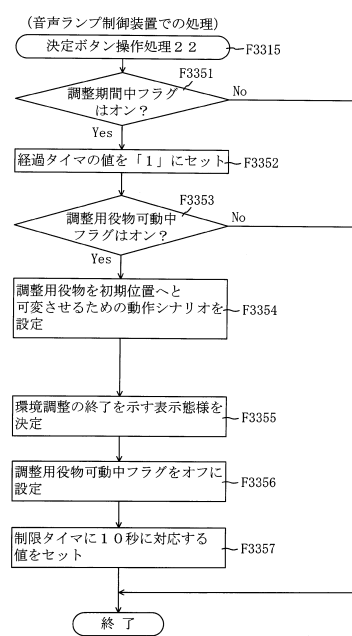 (音声ランプ制御装置での処理)
決定ボタン操作処理22
F3315
F3351
調整期間中フラグ
はオン?
No
Yes
経過タイマの値を「1」にセット
F3352
F3353
調整用役物可動中
フラグはオン?
No
Yes
調整用役物を初期位置へと
可変させるための動作シナリオを
設定
F3354
環境調整の終了を示す表示態様を
決定
F3355
調整用役物可動中フラグをオフに
設定
F3356
制限タイマに10秒に対応する
値をセット
F3357
終了